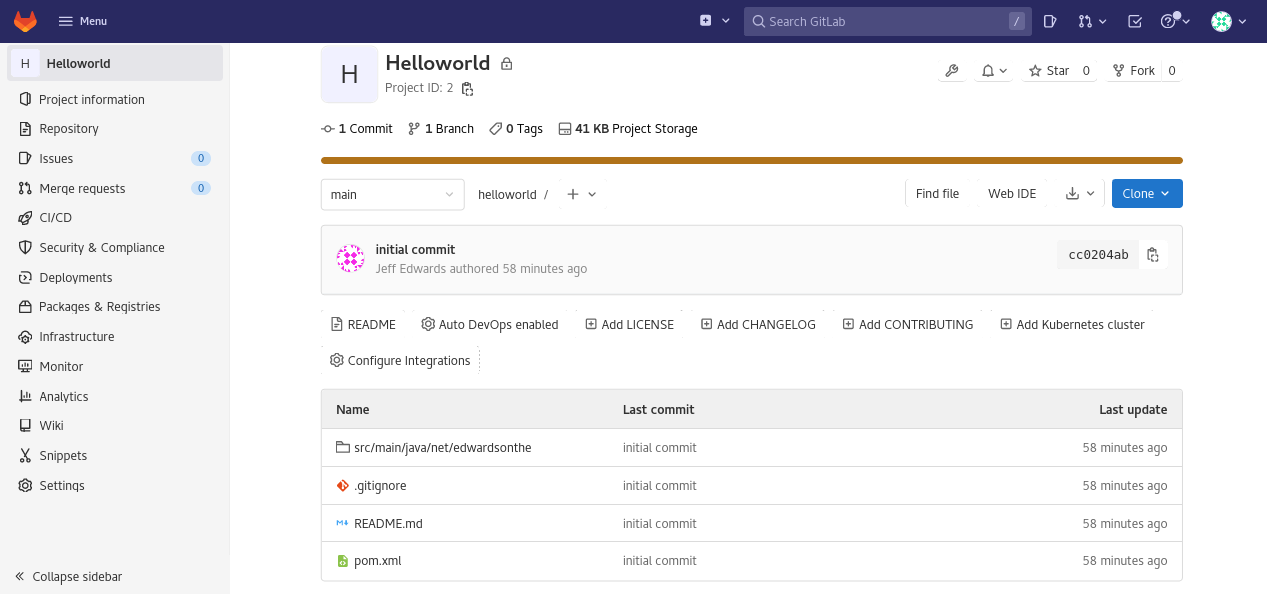 Menu
Search GitLab /
H Helloworld
Project information
Repository
Issues 0
Merge requests 0
CI/CD
Security & Compliance
Deployments
Packages & Registries
Infrastructure
Monitor
Analytics
Wiki
Snippets
Settings
Collapse sidebar
H
Helloworld
Project ID: 2
Star 0 Fork 0
1 Commit 1 Branch 0 Tags 41 KB Project Storage
main helloworld / Find file Web IDE Clone
initial commit
Jeff Edwards authored 58 minutes ago
cc0204ab
README Auto DevOps enabled Add LICENSE Add CHANGELOG Add CONTRIBUTING Add Kubernetes cluster
Configure Integrations
Name Last commit Last update
src/main/java/net/edwardsonthe initial commit 58 minutes ago
.gitignore initial commit 58 minutes ago
README.md initial commit 58 minutes ago
pom.xml initial commit 58 minutes ago